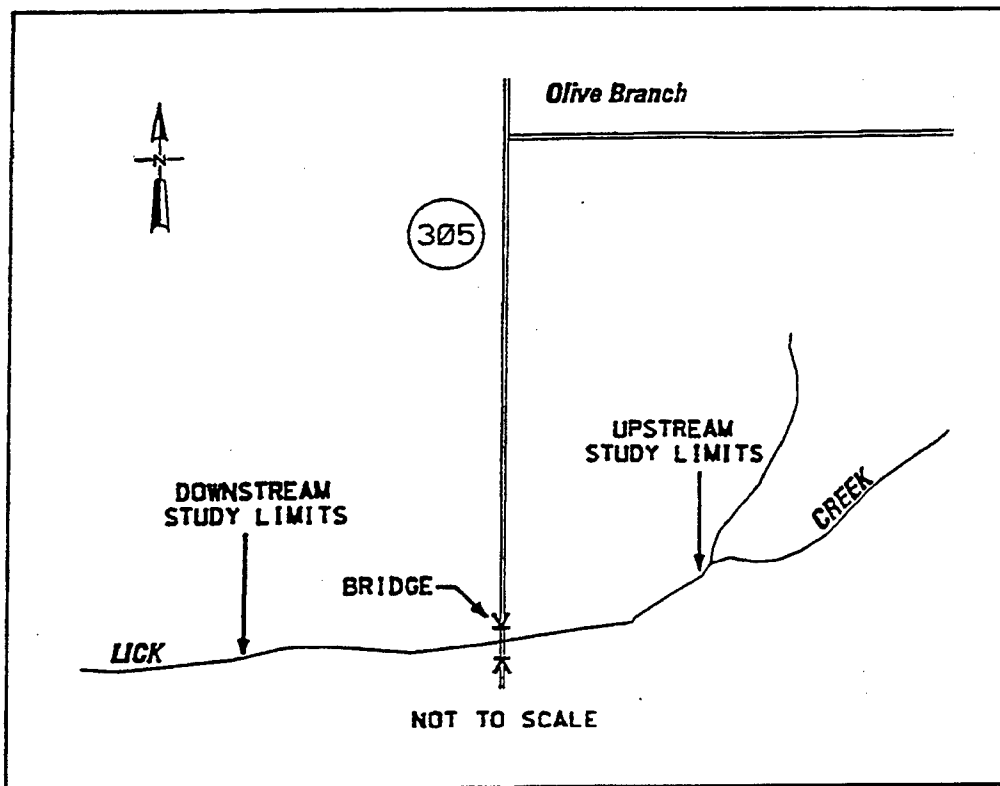 Olive Branch
N
305
UPSTREAM
STUDY LIMITS
DOWNSTREAM
STUDY LIMITS
CREEK
BRIDGE
LICK
NOT TO SCALE